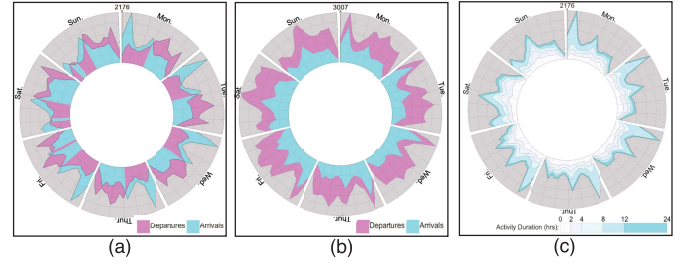 2176
Sun.
Mon.
Sat.
Tue.
Fri.
Wed.
Thur.
Departures
Arrivals
(a)
3007
Sun.
Mon.
Sat.
Tue.
Fri.
Wed.
Thur.
Departures
Arrivals
(b)
2176
Sun.
Mon.
Sat.
Tue.
Fri.
Wed.
Thur.
Activity Duration (hrs):
0 2 4 8 12 24
(c)